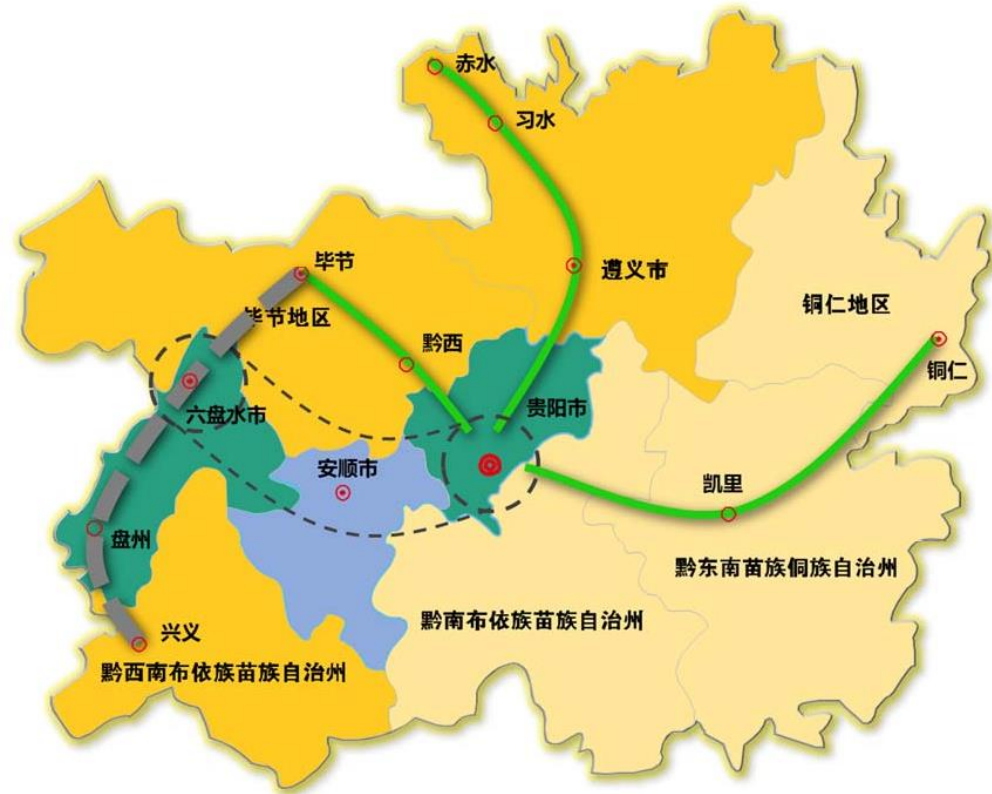 赤水
习水
毕节
遵义市
毕节地区
铜仁地区
黔西
铜仁
六盘水市
贵阳市
安顺市
凯里
盘州
黔东南苗族侗族自治州
黔南布依族苗族自治州
兴义
黔西南布依族苗族自治州